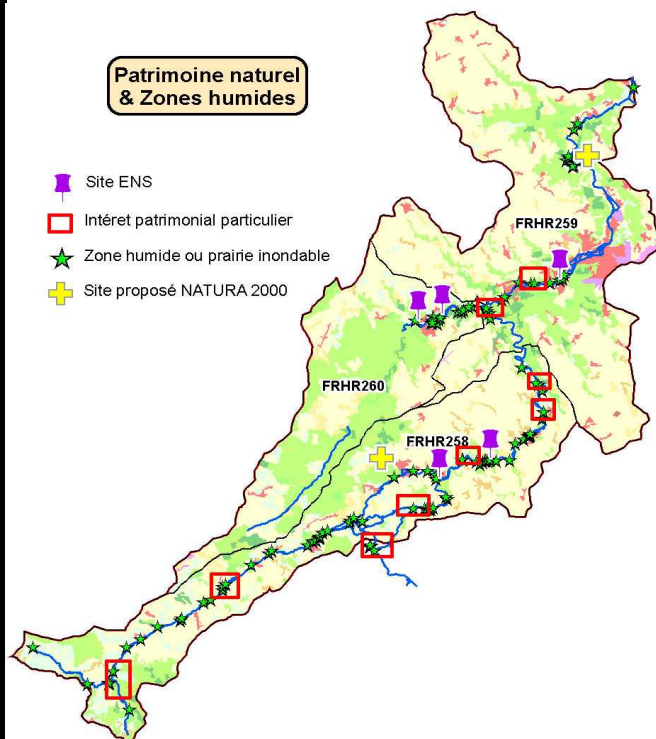 Patrimoine naturel
& Zones humides
Site ENS
Intéret patrimonial particulier
Zone humide ou prairie inondable
Site proposé NATURA 2000
FRHR259
FRHR260
FRHR258